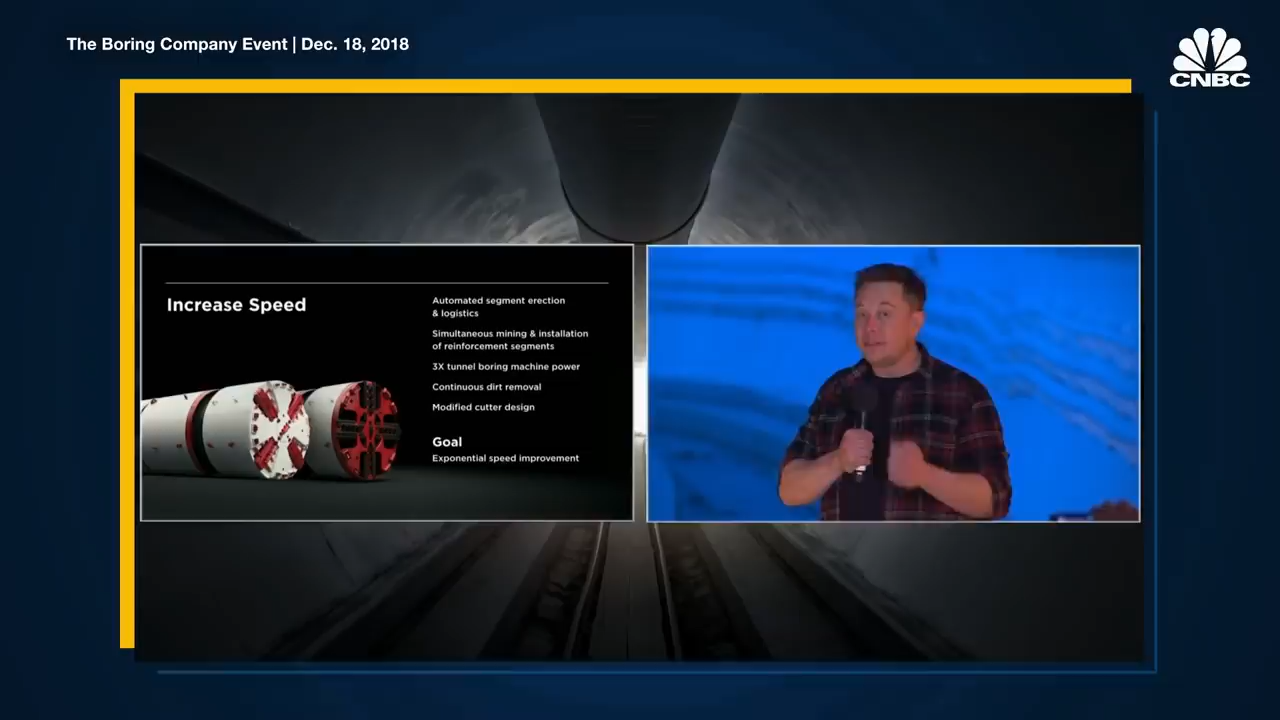 The Boring Company Event | Dec. 18, 2018
CNBC
Increase Speed
Automated segment erection
& logistics
Simultaneous mining & installation
of reinforcement segments
3X tunnel boring machine power
Continuous dirt removal
Modified cutter design
Goal
Exponential speed improvement